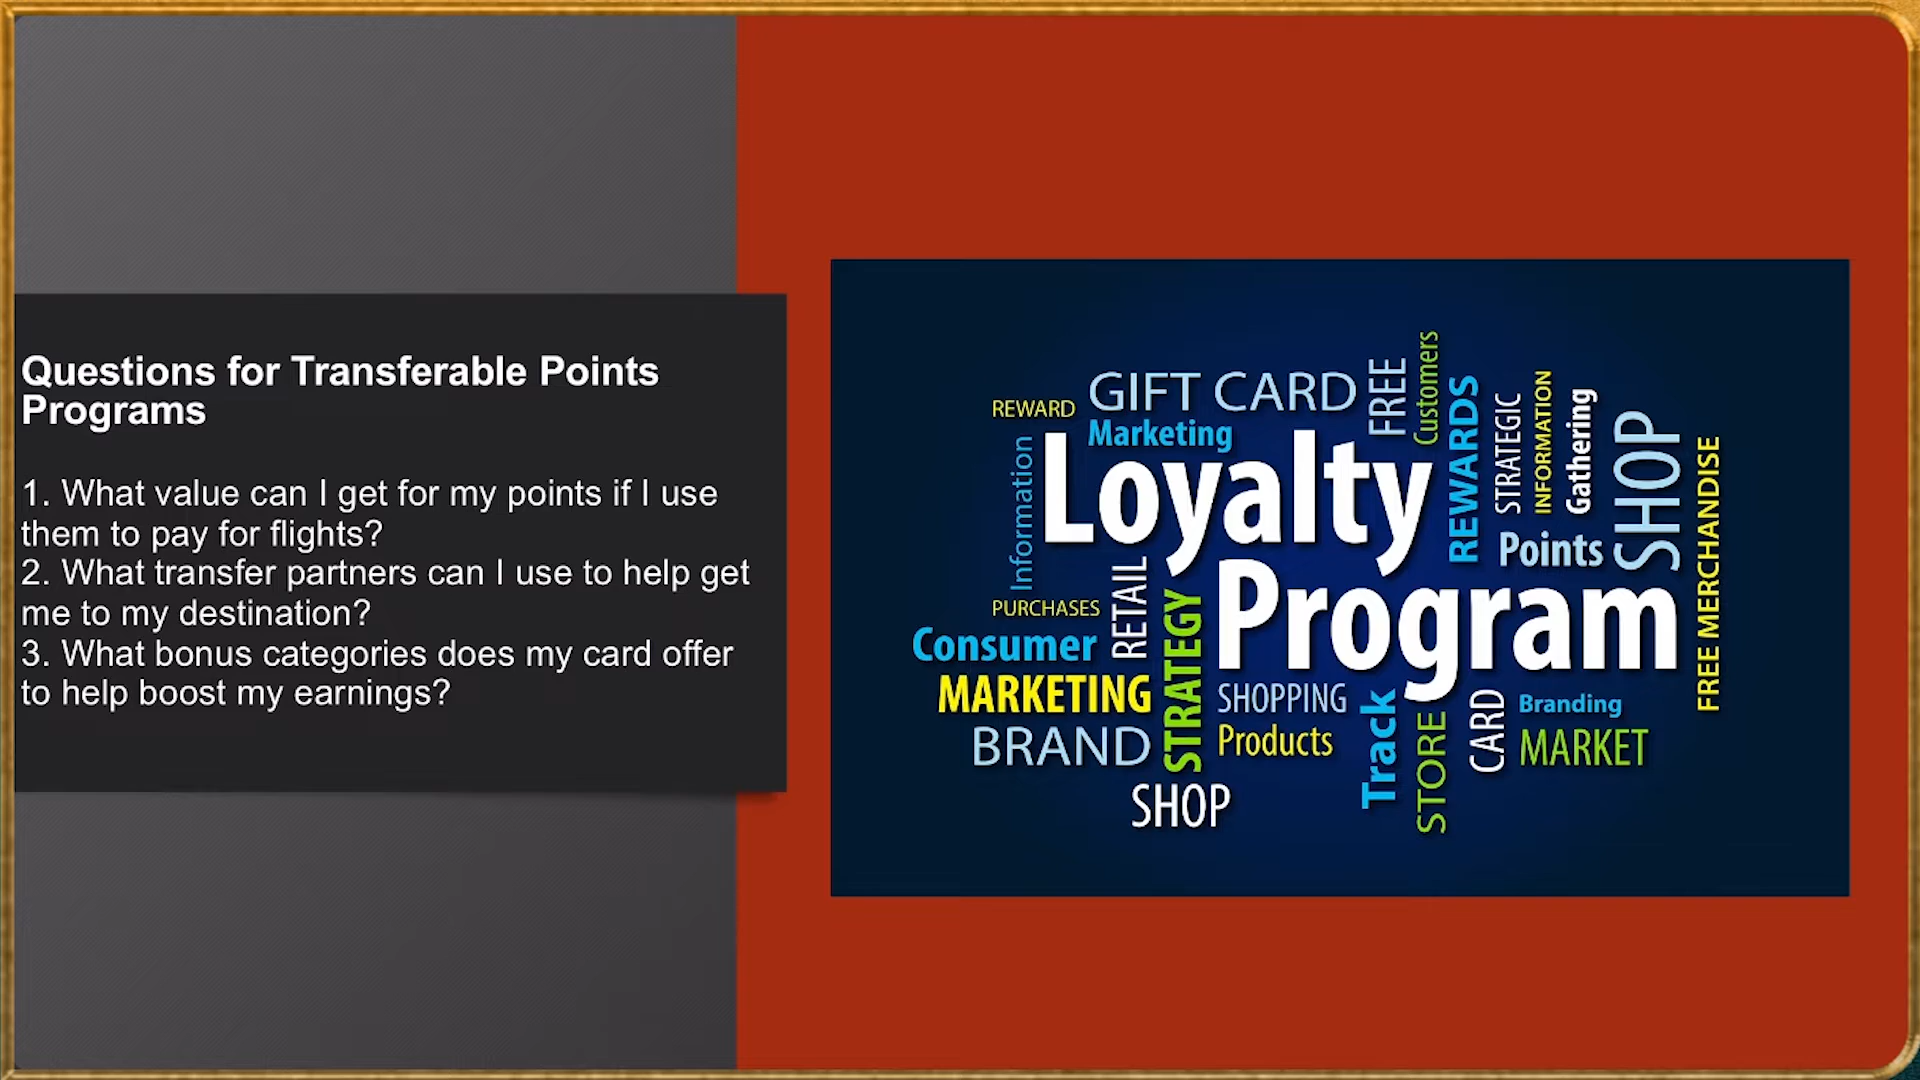 Questions for Transferable Points
Programs
1. What value can I get for my points if I use
them to pay for flights?
2. What transfer partners can I use to help get
me to my destination?
3. What bonus categories does my card offer
to help boost my earnings?
REWARD
GIFT CARD
FREE
Customers
Marketing
Information
Loyalty
REWARDS
STRATEGIC
INFORMATION
Gathering
SHOP
Points
FREE MERCHANDISE
PURCHASES
RETAIL
STRATEGY
Program
Consumer
MARKETING
SHOPPING
BRAND
Products
Track
STORE
CARD
Branding
MARKET
SHOP